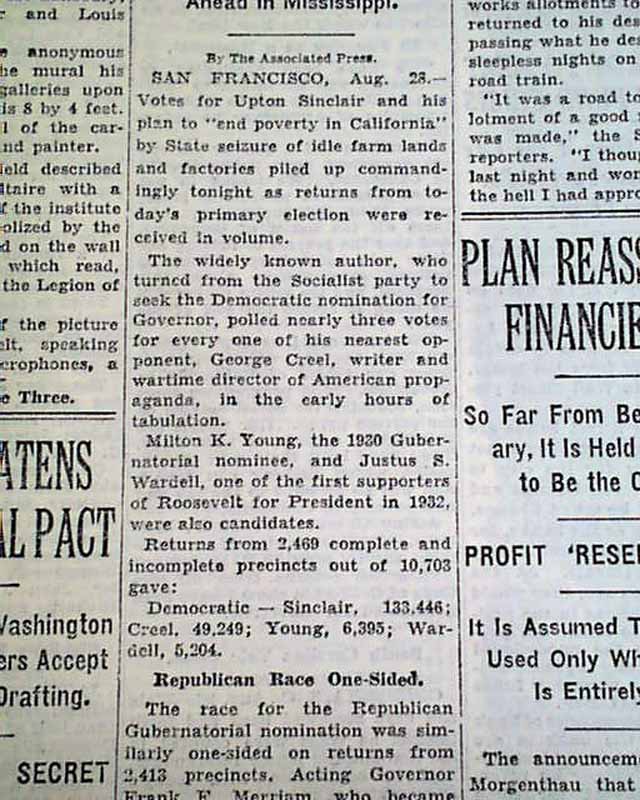 er and Louis
e anonymous
he mural his
galleries upon
is 8 by 4 feet.
l of the car-
nd painter.
ield described
taire with a
f the institute
olized by the
d on the wall
which read,
the Legion of
f the picture
elt, speaking
crophones, a
e Three.
ATENS
AL PACT
Washington
ers Accept
Drafting.
SECRET
Ahead in Mississippi.
By The Associated Press.
SAN FRANCISCO, Aug. 28.—
Votes for Upton Sinclair and his
plan to "end poverty in California"
by State seizure of idle farm lands
and factories piled up command-
ingly tonight as returns from to-
day's primary election were re-
ceived in volume.
The widely known author, who
turned from the Socialist party to
seek the Democratic nomination for
Governor, polled nearly three votes
for every one of his nearest op-
ponent, George Creel, writer and
wartime director of American prop-
aganda, in the early hours of
tabulation.
Milton K. Young, the 1930 Guber-
natorial nominee, and Justus S.
Wardell, one of the first supporters
of Roosevelt for President in 1932,
were also candidates.
Returns from 2,469 complete and
incomplete precincts out of 10,703
gave:
Democratic — Sinclair, 133,446;
Creel, 49,249; Young, 6,395; War-
dell, 5,204.
Republican Race One-Sided.
The race for the Republican
Gubernatorial nomination was sim-
ilarly one-sided on returns from
2,413 precincts. Acting Governor
Frank F. Merriam, who became
works allotments to
returned to his des
passing what he des
sleepless nights on
road train.
"It was a road to
lotment of a good
was made," the S
reporters. "I thou
last night and wor
the hell I had appro
PLAN REASS
FINANCIE
So Far From Be
ary, It Is Held
to Be the C
PROFIT 'RESE
It Is Assumed T
Used Only Wh
Is Entirel
The announceme
Morgenthau that